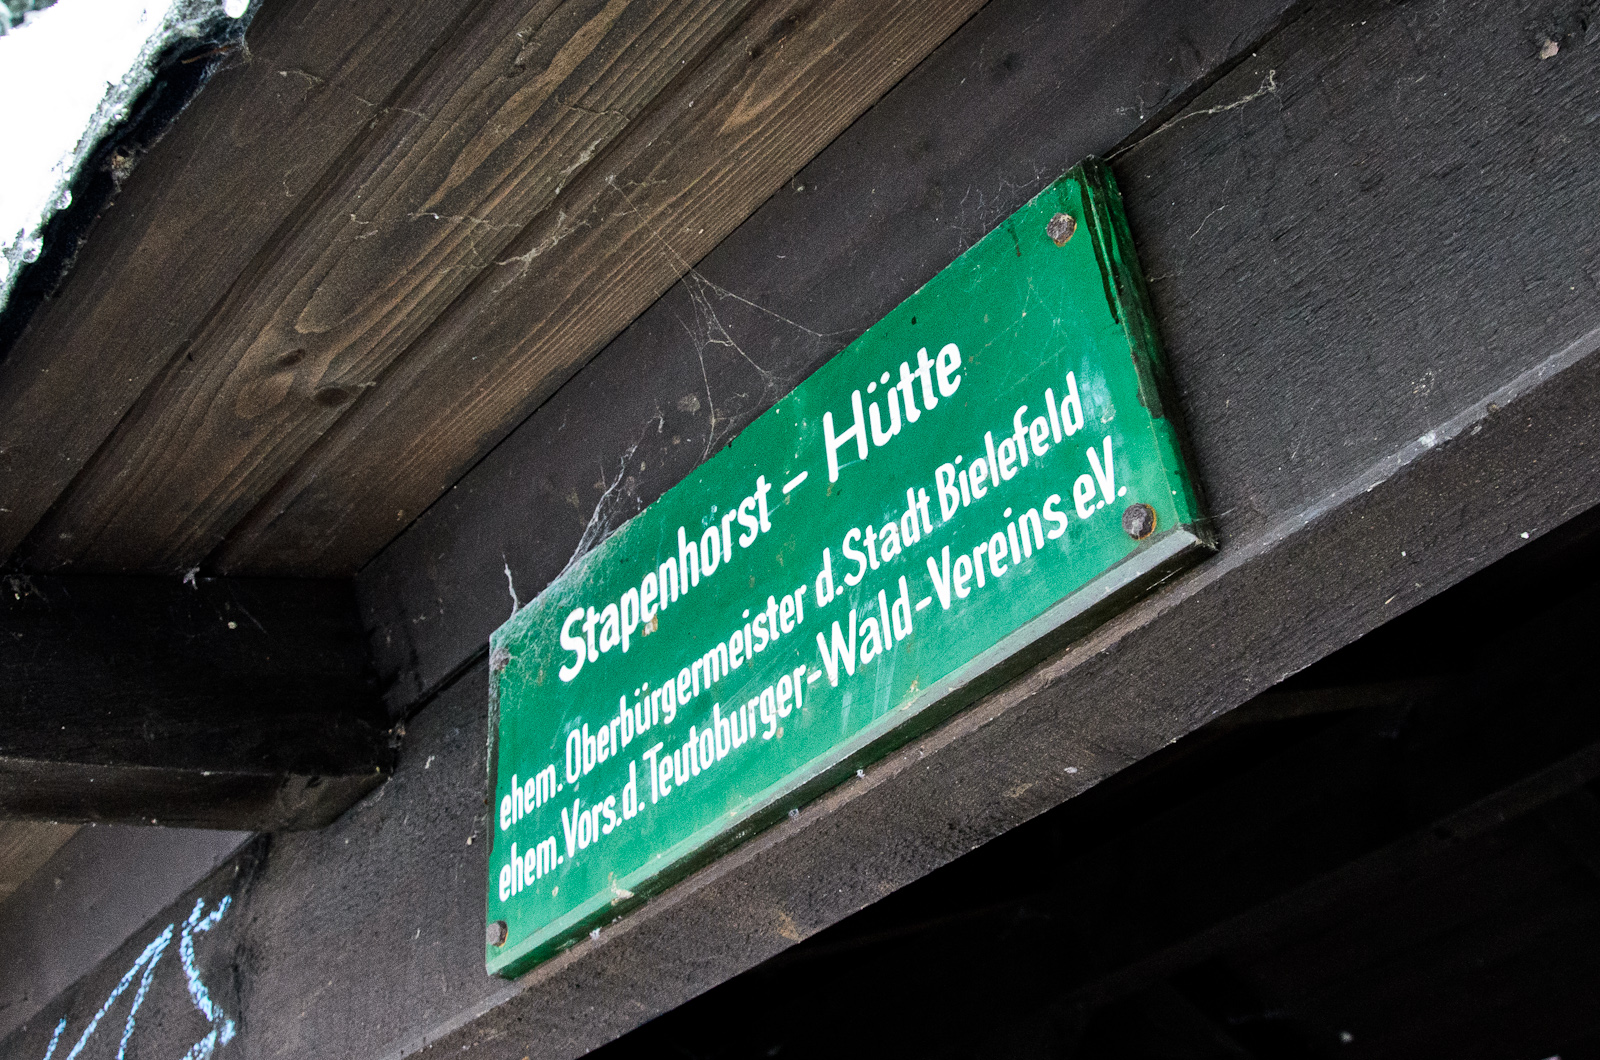 Stapenhorst - Hütte
ehem. Oberbürgermeister d. Stadt Bielefeld
ehem. Vors. d. Teutoburger-Wald-Vereins e.V.